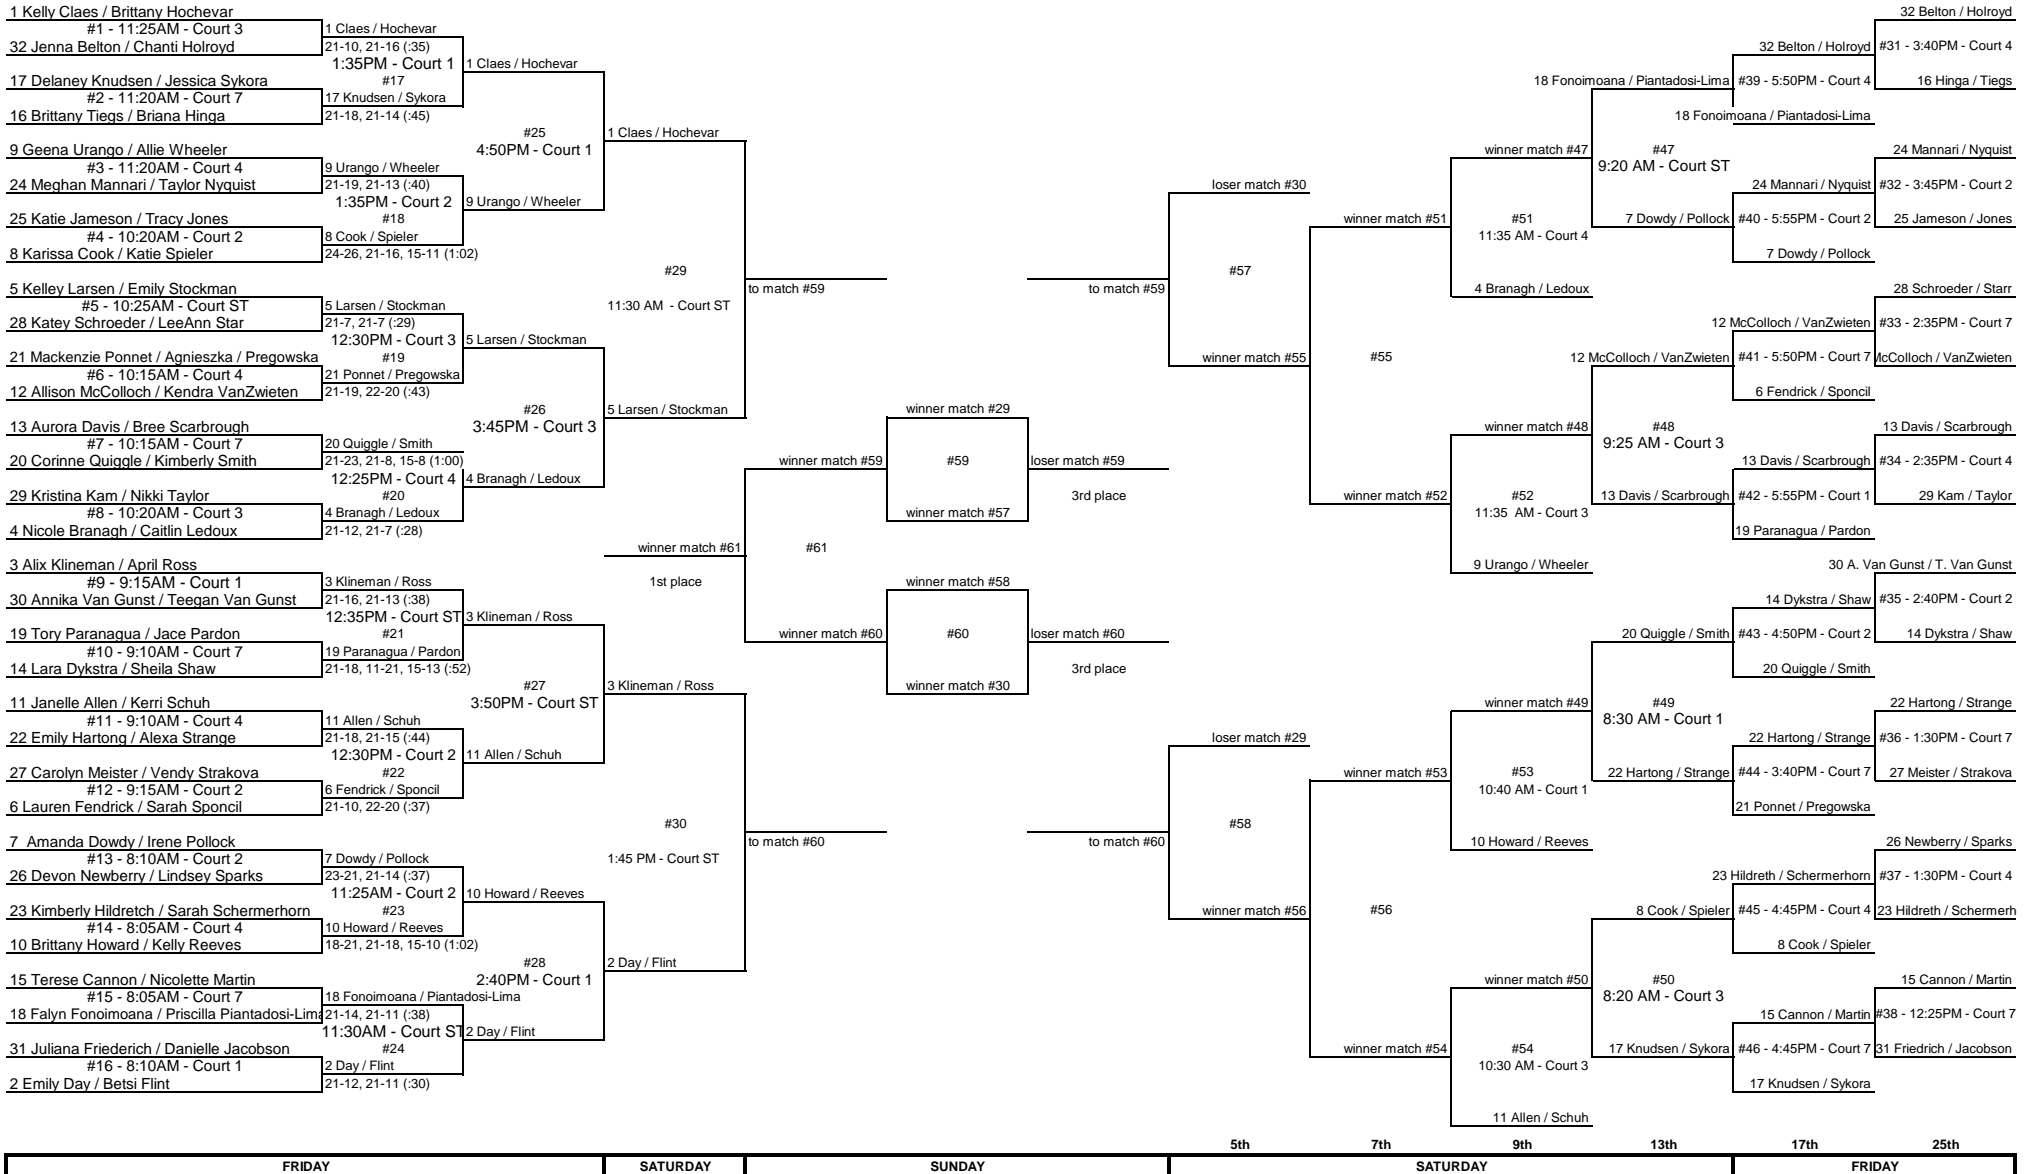 1 Kelly Claes / Brittany Hochevar
#1 - 11:25AM - Court 3
32 Jenna Belton / Chanti Holroyd
17 Delaney Knudsen / Jessica Sykora
#2 - 11:20AM - Court 7
16 Brittany Tiegs / Briana Hinga
9 Geena Urango / Allie Wheeler
#3 - 11:20AM - Court 4
24 Meghan Mannari / Taylor Nyquist
25 Katie Jameson / Tracy Jones
#4 - 10:20AM - Court 2
8 Karissa Cook / Katie Spieler
5 Kelley Larsen / Emily Stockman
#5 - 10:25AM - Court ST
28 Katey Schroeder / LeeAnn Star
21 Mackenzie Ponnet / Agnieszka / Pregowska
#6 - 10:15AM - Court 4
12 Allison McColloch / Kendra VanZwieten
13 Aurora Davis / Bree Scarbrough
#7 - 10:15AM - Court 7
20 Corinne Quiggle / Kimberly Smith
29 Kristina Kam / Nikki Taylor
#8 - 10:20AM - Court 3
4 Nicole Branagh / Caitlin Ledoux
3 Alix Klineman / April Ross
#9 - 9:15AM - Court 1
30 Annika Van Gunst / Teegan Van Gunst
19 Tory Paranagua / Jace Pardon
#10 - 9:10AM - Court 7
14 Lara Dykstra / Sheila Shaw
11 Janelle Allen / Kerri Schuh
#11 - 9:10AM - Court 4
22 Emily Hartong / Alexa Strange
27 Carolyn Meister / Vendy Strakova
#12 - 9:15AM - Court 2
6 Lauren Fendrick / Sarah Sponcil
7 Amanda Dowdy / Irene Pollock
#13 - 8:10AM - Court 2
26 Devon Newberry / Lindsey Sparks
23 Kimberly Hildretch / Sarah Schermerhorn
#14 - 8:05AM - Court 4
10 Brittany Howard / Kelly Reeves
15 Terese Cannon / Nicolette Martin
#15 - 8:05AM - Court 7
18 Falyn Fonoimoana / Priscilla Piantadosi-Lima
31 Juliana Friederich / Danielle Jacobson
#16 - 8:10AM - Court 1
2 Emily Day / Betsi Flint
1 Claes / Hochevar
21-10, 21-16 (:35)
1:35PM - Court 1
#17
17 Knudsen / Sykora
21-18, 21-14 (:45)
9 Urango / Wheeler
21-19, 21-13 (:40)
1:35PM - Court 2
#18
8 Cook / Spieler
24-26, 21-16, 15-11 (1:02)
5 Larsen / Stockman
21-7, 21-7 (:29)
12:30PM - Court 3
#19
21 Ponnet / Pregowska
21-19, 22-20 (:43)
20 Quiggle / Smith
21-23, 21-8, 15-8 (1:00)
12:25PM - Court 4
#20
4 Branagh / Ledoux
21-12, 21-7 (:28)
3 Klineman / Ross
21-16, 21-13 (:38)
12:35PM - Court ST
#21
19 Paranagua / Pardon
21-18, 11-21, 15-13 (:52)
11 Allen / Schuh
21-18, 21-15 (:44)
12:30PM - Court 2
#22
6 Fendrick / Sponcil
21-10, 22-20 (:37)
7 Dowdy / Pollock
23-21, 21-14 (:37)
11:25AM - Court 2
#23
10 Howard / Reeves
18-21, 21-18, 15-10 (1:02)
18 Fonoimoana / Piantadosi-Lima
21-14, 21-11 (:38)
11:30AM - Court ST
#24
2 Day / Flint
21-12, 21-11 (:30)
1 Claes / Hochevar
#25
4:50PM - Court 1
9 Urango / Wheeler
5 Larsen / Stockman
#26
3:45PM - Court 3
4 Branagh / Ledoux
3 Klineman / Ross
#27
3:50PM - Court ST
11 Allen / Schuh
10 Howard / Reeves
#28
2:40PM - Court 1
2 Day / Flint
1 Claes / Hochevar
#29
11:30 AM - Court ST
5 Larsen / Stockman
winner match #61
1st place
3 Klineman / Ross
#30
1:45 PM - Court ST
2 Day / Flint
to match #59
winner match #59
#61
winner match #60
to match #60
winner match #29
#59
winner match #57
winner match #58
#60
winner match #30
to match #59
loser match #59
3rd place
loser match #60
3rd place
to match #60
loser match #30
#57
winner match #55
loser match #29
#58
winner match #56
winner match #51
#55
winner match #52
winner match #53
#56
winner match #54
winner match #47
#51
11:35 AM - Court 4
4 Branagh / Ledoux
winner match #48
#52
11:35 AM - Court 3
9 Urango / Wheeler
winner match #49
#53
10:40 AM - Court 1
10 Howard / Reeves
winner match #50
#54
10:30 AM - Court 3
11 Allen / Schuh
18 Fonoimoana / Piantadosi-Lima
#47
9:20 AM - Court ST
7 Dowdy / Pollock
12 McColloch / VanZwieten
#48
9:25 AM - Court 3
13 Davis / Scarbrough
20 Quiggle / Smith
#49
8:30 AM - Court 1
22 Hartong / Strange
8 Cook / Spieler
#50
8:20 AM - Court 3
17 Knudsen / Sykora
32 Belton / Holroyd
#39 - 5:50PM - Court 4
18 Fonoimoana / Piantadosi-Lima
24 Mannari / Nyquist
#40 - 5:55PM - Court 2
7 Dowdy / Pollock
12 McColloch / VanZwieten
#41 - 5:50PM - Court 7
6 Fendrick / Sponcil
13 Davis / Scarbrough
#42 - 5:55PM - Court 1
19 Paranagua / Pardon
14 Dykstra / Shaw
#43 - 4:50PM - Court 2
20 Quiggle / Smith
22 Hartong / Strange
#44 - 3:40PM - Court 7
21 Ponnet / Pregowska
23 Hildreth / Schermerhorn
#45 - 4:45PM - Court 4
8 Cook / Spieler
15 Cannon / Martin
#46 - 4:45PM - Court 7
17 Knudsen / Sykora
32 Belton / Holroyd
#31 - 3:40PM - Court 4
16 Hinga / Tiegs
24 Mannari / Nyquist
#32 - 3:45PM - Court 2
25 Jameson / Jones
28 Schroeder / Starr
#33 - 2:35PM - Court 7
McColloch / VanZwieten
13 Davis / Scarbrough
#34 - 2:35PM - Court 4
29 Kam / Taylor
30 A. Van Gunst / T. Van Gunst
#35 - 2:40PM - Court 2
14 Dykstra / Shaw
22 Hartong / Strange
#36 - 1:30PM - Court 7
27 Meister / Strakova
26 Newberry / Sparks
#37 - 1:30PM - Court 4
23 Hildreth / Schermerh
15 Cannon / Martin
#38 - 12:25PM - Court 7
31 Friedrich / Jacobson
5th 7th 9th 13th 17th 25th
FRIDAY SATURDAY SUNDAY SATURDAY FRIDAY